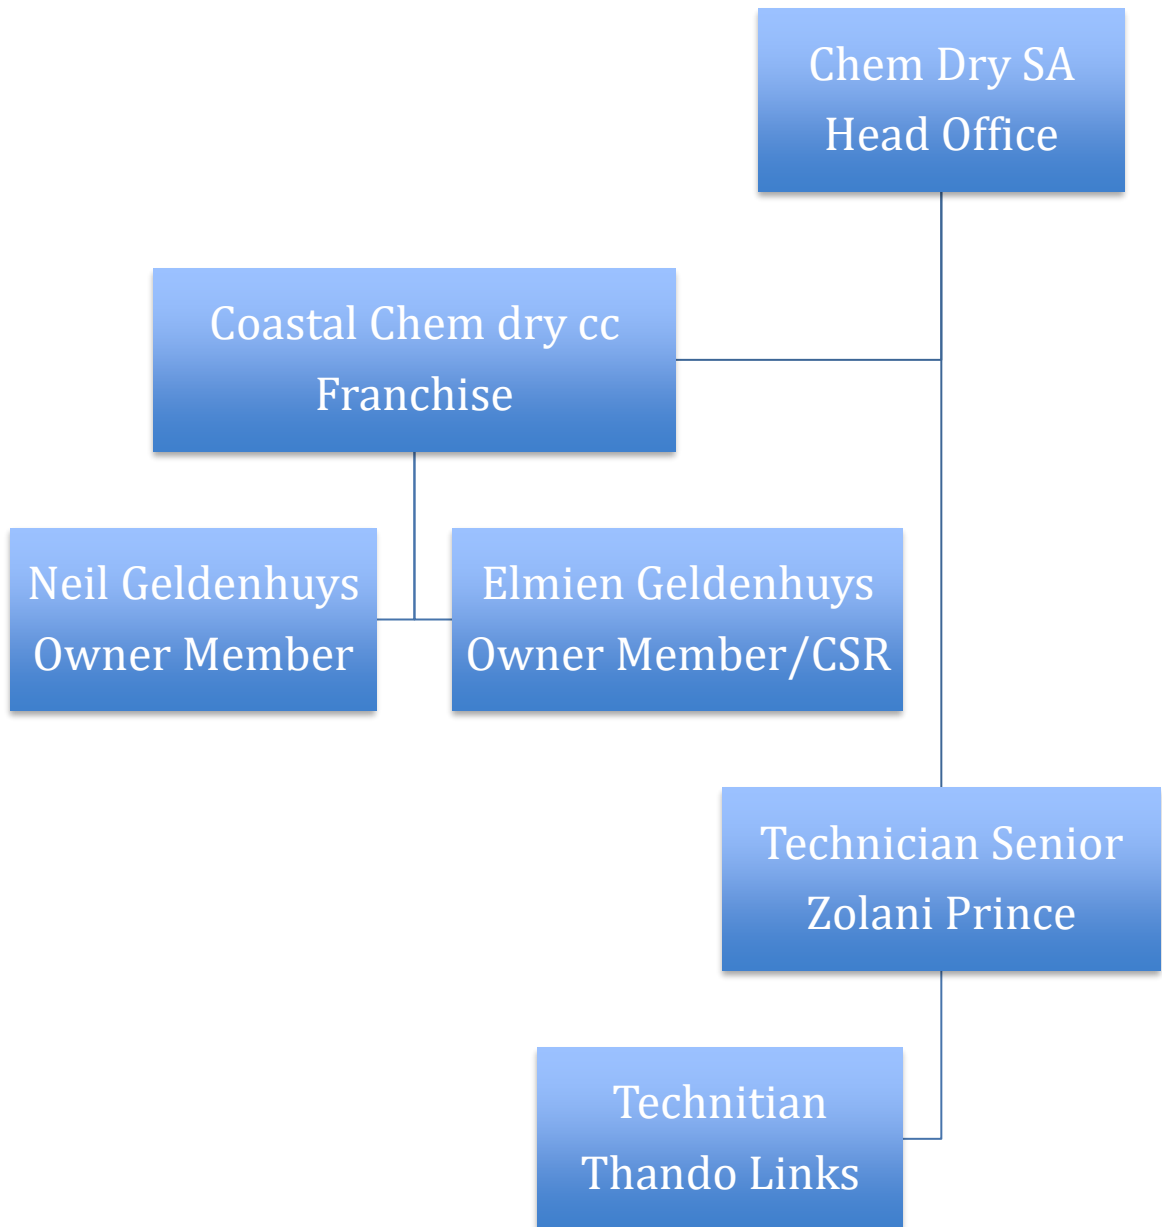 Chem Dry SA
Head Office
Coastal Chem dry cc
Franchise
Neil Geldenhuys
Owner Member
Elmien Geldenhuys
Owner Member/CSR
Technician Senior
Zolani Prince
Technitian
Thando Links